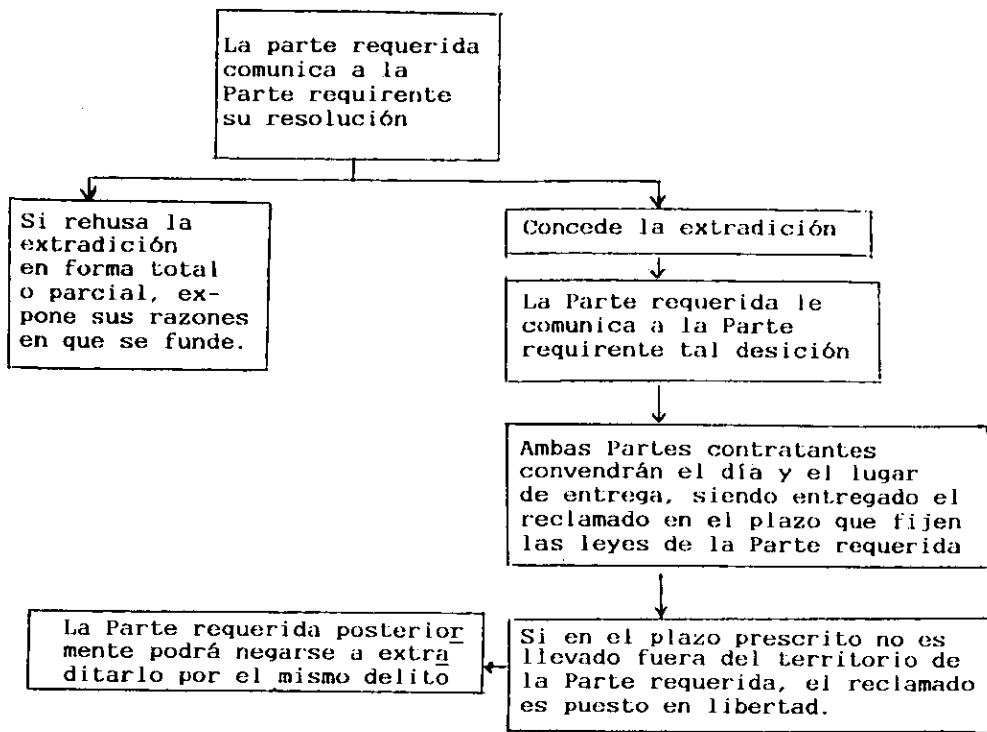 La parte requerida
comunica a la
Parte requirente
su resolución
Si rehusa la
extradición
en forma total
o parcial, ex-
pone sus razones
en que se funde.
Concede la extradición
La Parte requerida le
comunica a la Parte
requirente tal desición
Ambas Partes contratantes
convendrán el día y el lugar
de entrega, siendo entregado el
reclamado en el plazo que fijen
las leyes de la Parte requerida
Si en el plazo prescrito no es
llevado fuera del territorio de
la Parte requerida, el reclamado
es puesto en libertad.
La Parte requerida posterior
mente podrá negarse a extra
ditarlo por el mismo delito